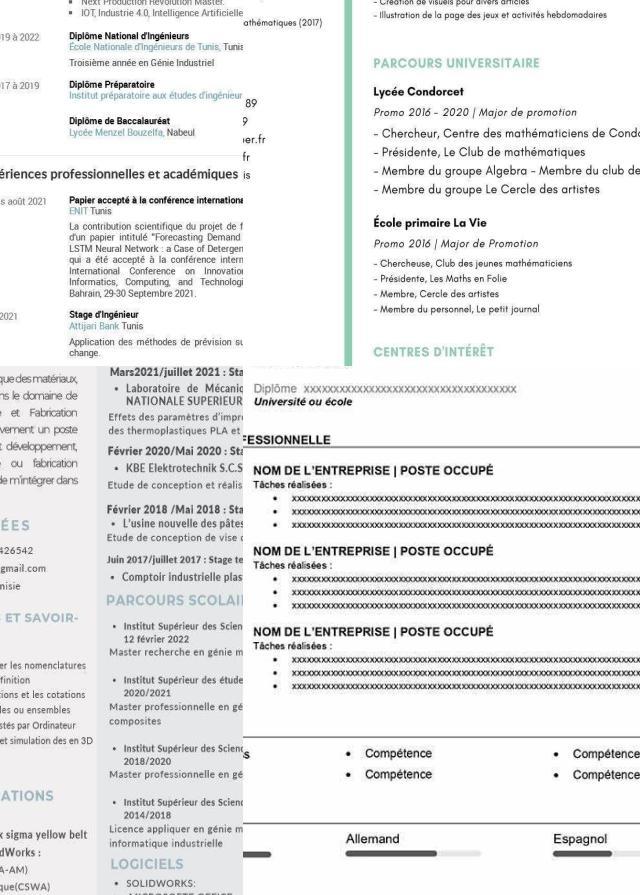 Next Production Revolution Master.
IOT, Industrie 4.0, Intelligence Artificielle
19 à 2022
Diplôme National d'Ingénieurs
École Nationale d'Ingénieurs de Tunis, Tunis
Troisième année en Génie Industriel
17 à 2019
Diplôme Préparatoire
Institut préparatoire aux études d'ingénieur
Diplôme de Baccalauréat
Lycée Menzel Bouzelfa, Nabeul
ériences professionnelles et académiques
s août 2021
Papier accepté à la conférence internationa
ENIT Tunis
La contribution scientifique du projet de f
d'un papier intitulé "Forecasting Demand
LSTM Neural Network : a Case of Detergen
qui a été accepté à la conférence intern
International Conference on Innovation
Informatics, Computing, and Technologi
Bahrain, 29-30 Septembre 2021.
2021
Stage d'Ingénieur
Attijari Bank Tunis
Application des méthodes de prévision su
change.
athématiques (2017)
89
9
er.fr
fr
is
- Création de visuels pour divers articles
- Illustration de la page des jeux et activités hebdomadaires
PARCOURS UNIVERSITAIRE
Lycée Condorcet
Promo 2016 - 2020 | Major de promotion
- Chercheur, Centre des mathématiciens de Condo
- Présidente, Le Club de mathématiques
- Membre du groupe Algebra - Membre du club de
- Membre du groupe Le Cercle des artistes
École primaire La Vie
Promo 2016 | Major de Promotion
- Chercheuse, Club des jeunes mathématiciens
- Présidente, Les Maths en Folie
- Membre, Cercle des artistes
- Membre du personnel, Le petit journal
CENTRES D'INTÉRÊT
que des matériaux,
ns le domaine de
e et Fabrication
vement un poste
t développement,
e ou fabrication
de m'intégrer dans
ÉES
426542
gmail.com
nisie
S ET SAVOIR-
er les nomenclatures
finition
tions et les cotations
les ou ensembles
stés par Ordinateur
et simulation des en 3D
ATIONS
x sigma yellow belt
dWorks :
A-AM)
que(CSWA)
Mars2021/juillet 2021 : Sta
Laboratoire de Mécaniq
NATIONALE SUPERIEUR
Effets des paramètres d'impre
des thermoplastiques PLA et
Février 2020/Mai 2020 : Sta
KBE Elektrotechnik S.C.S
Etude de conception et réalis
Février 2018 /Mai 2018 : Sta
L'usine nouvelle des pâtes
Etude de conception de vise d
Juin 2017/juillet 2017 : Stage te
Comptoir industrielle plas
PARCOURS SCOLAI
Institut Supérieur des Scien
12 février 2022
Master recherche en génie m
Institut Supérieur des étude
2020/2021
Master professionnelle en gé
composites
Institut Supérieur des Scienc
2018/2020
Master professionnelle en gé
Institut Supérieur des Scien
2014/2018
Licence appliquer en génie m
informatique industrielle
LOGICIELS
SOLIDWORKS:
Diplôme xxxxxxxxxxxxxxxxxxxxxxxxxxxxxxxxxxx
Université ou école
FESSIONNELLE
NOM DE L'ENTREPRISE | POSTE OCCUPÉ
Tâches réalisées :
xxxxxxxxxxxxxxxxxxxxxxxxxxxxxxxxxxxxxxxxxxxxxxxxxxxxxxxxxxxx
xxxxxxxxxxxxxxxxxxxxxxxxxxxxxxxxxxxxxxxxxxxxxxxxxxxxxxxxxxxx
xxxxxxxxxxxxxxxxxxxxxxxxxxxxxxxxxxxxxxxxxxxxxxxxxxxxxxxxxxxx
NOM DE L'ENTREPRISE | POSTE OCCUPÉ
Tâches réalisées :
xxxxxxxxxxxxxxxxxxxxxxxxxxxxxxxxxxxxxxxxxxxxxxxxxxxxxxxxxxxx
xxxxxxxxxxxxxxxxxxxxxxxxxxxxxxxxxxxxxxxxxxxxxxxxxxxxxxxxxxxx
xxxxxxxxxxxxxxxxxxxxxxxxxxxxxxxxxxxxxxxxxxxxxxxxxxxxxxxxxxxx
NOM DE L'ENTREPRISE | POSTE OCCUPÉ
Tâches réalisées :
xxxxxxxxxxxxxxxxxxxxxxxxxxxxxxxxxxxxxxxxxxxxxxxxxxxxxxxxxxxx
xxxxxxxxxxxxxxxxxxxxxxxxxxxxxxxxxxxxxxxxxxxxxxxxxxxxxxxxxxxx
xxxxxxxxxxxxxxxxxxxxxxxxxxxxxxxxxxxxxxxxxxxxxxxxxxxxxxxxxxxx
s
Compétence
Compétence
Compétence
Compétence
Allemand
Espagnol